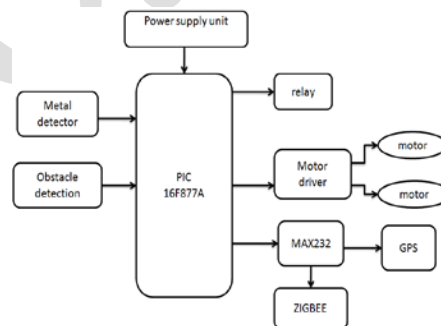 Power supply unit
Metal
detector
Obstacle
detection
PIC
16F877A
relay
Motor
driver
motor
motor
MAX232
GPS
ZIGBEE